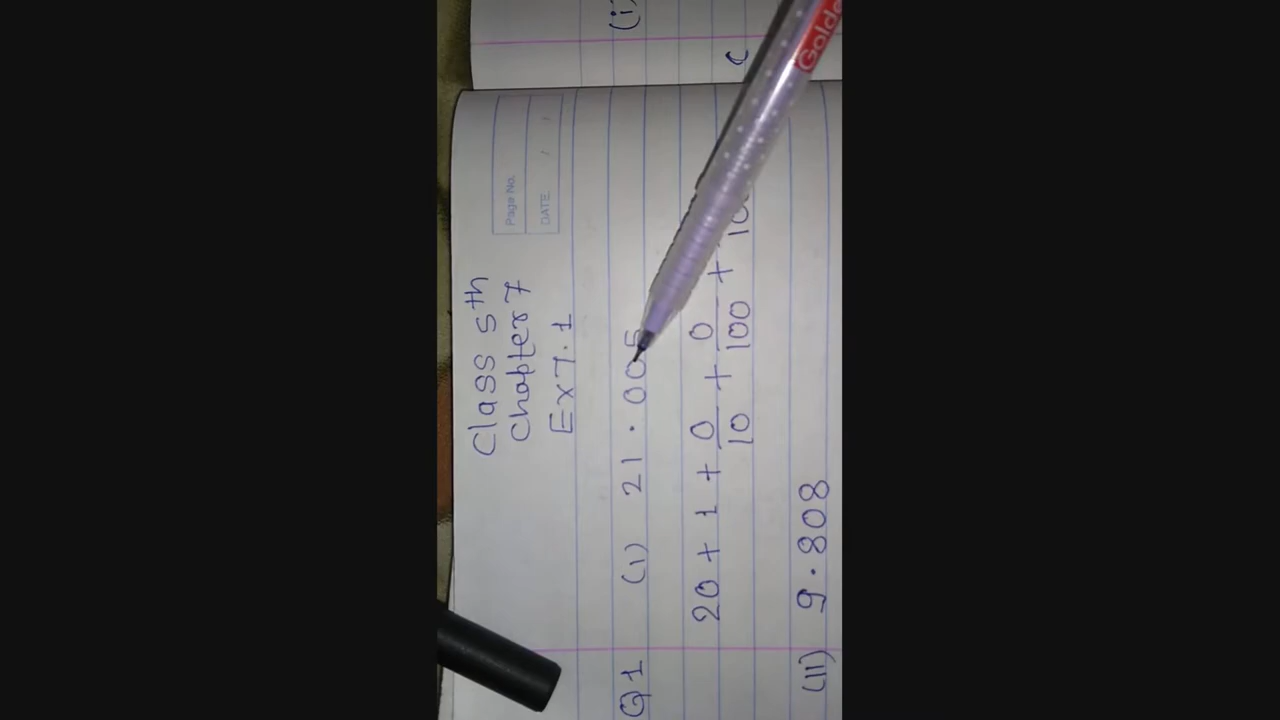 Page No.
DATE
Class 5th
Chapter 7
Ex 7.1
Q1 (i) 21.005
20 + 1 + 0/10 + 0/100 +
(ii) 9.808
(i)
Golde